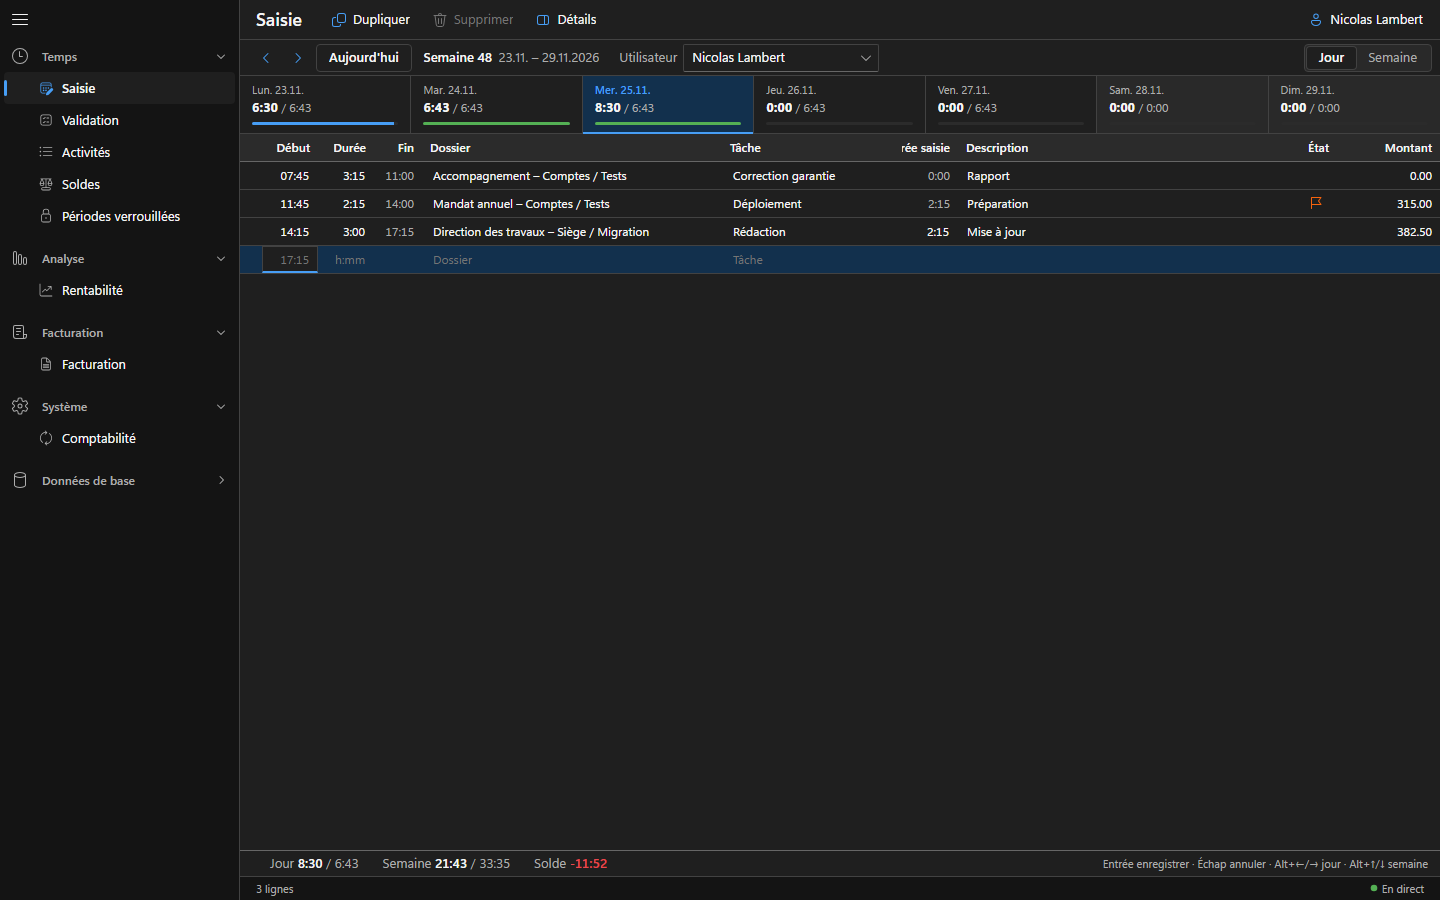 Saisie
Dupliquer
Supprimer
Détails
Nicolas Lambert
Aujourd'hui
Semaine 48 23.11. – 29.11.2026
Utilisateur
Nicolas Lambert
Jour
Semaine
Temps
Saisie
Validation
Activités
Soldes
Périodes verrouillées
Analyse
Rentabilité
Facturation
Facturation
Système
Comptabilité
Données de base
Lun. 23.11.
6:30 / 6:43
Mar. 24.11.
6:43 / 6:43
Mer. 25.11.
8:30 / 6:43
Jeu. 26.11.
0:00 / 6:43
Ven. 27.11.
0:00 / 6:43
Sam. 28.11.
0:00 / 0:00
Dim. 29.11.
0:00 / 0:00
Début Durée Fin Dossier Tâche rée saisie Description État Montant
07:45 3:15 11:00 Accompagnement – Comptes / Tests Correction garantie 0:00 Rapport 0.00
11:45 2:15 14:00 Mandat annuel – Comptes / Tests Déploiement 2:15 Préparation 315.00
14:15 3:00 17:15 Direction des travaux – Siège / Migration Rédaction 2:15 Mise à jour 382.50
17:15 h:mm Dossier Tâche
Jour 8:30 / 6:43 Semaine 21:43 / 33:35 Solde -11:52
Entrée enregistrer · Échap annuler · Alt+←/→ jour · Alt+↑/↓ semaine
3 lignes
En direct